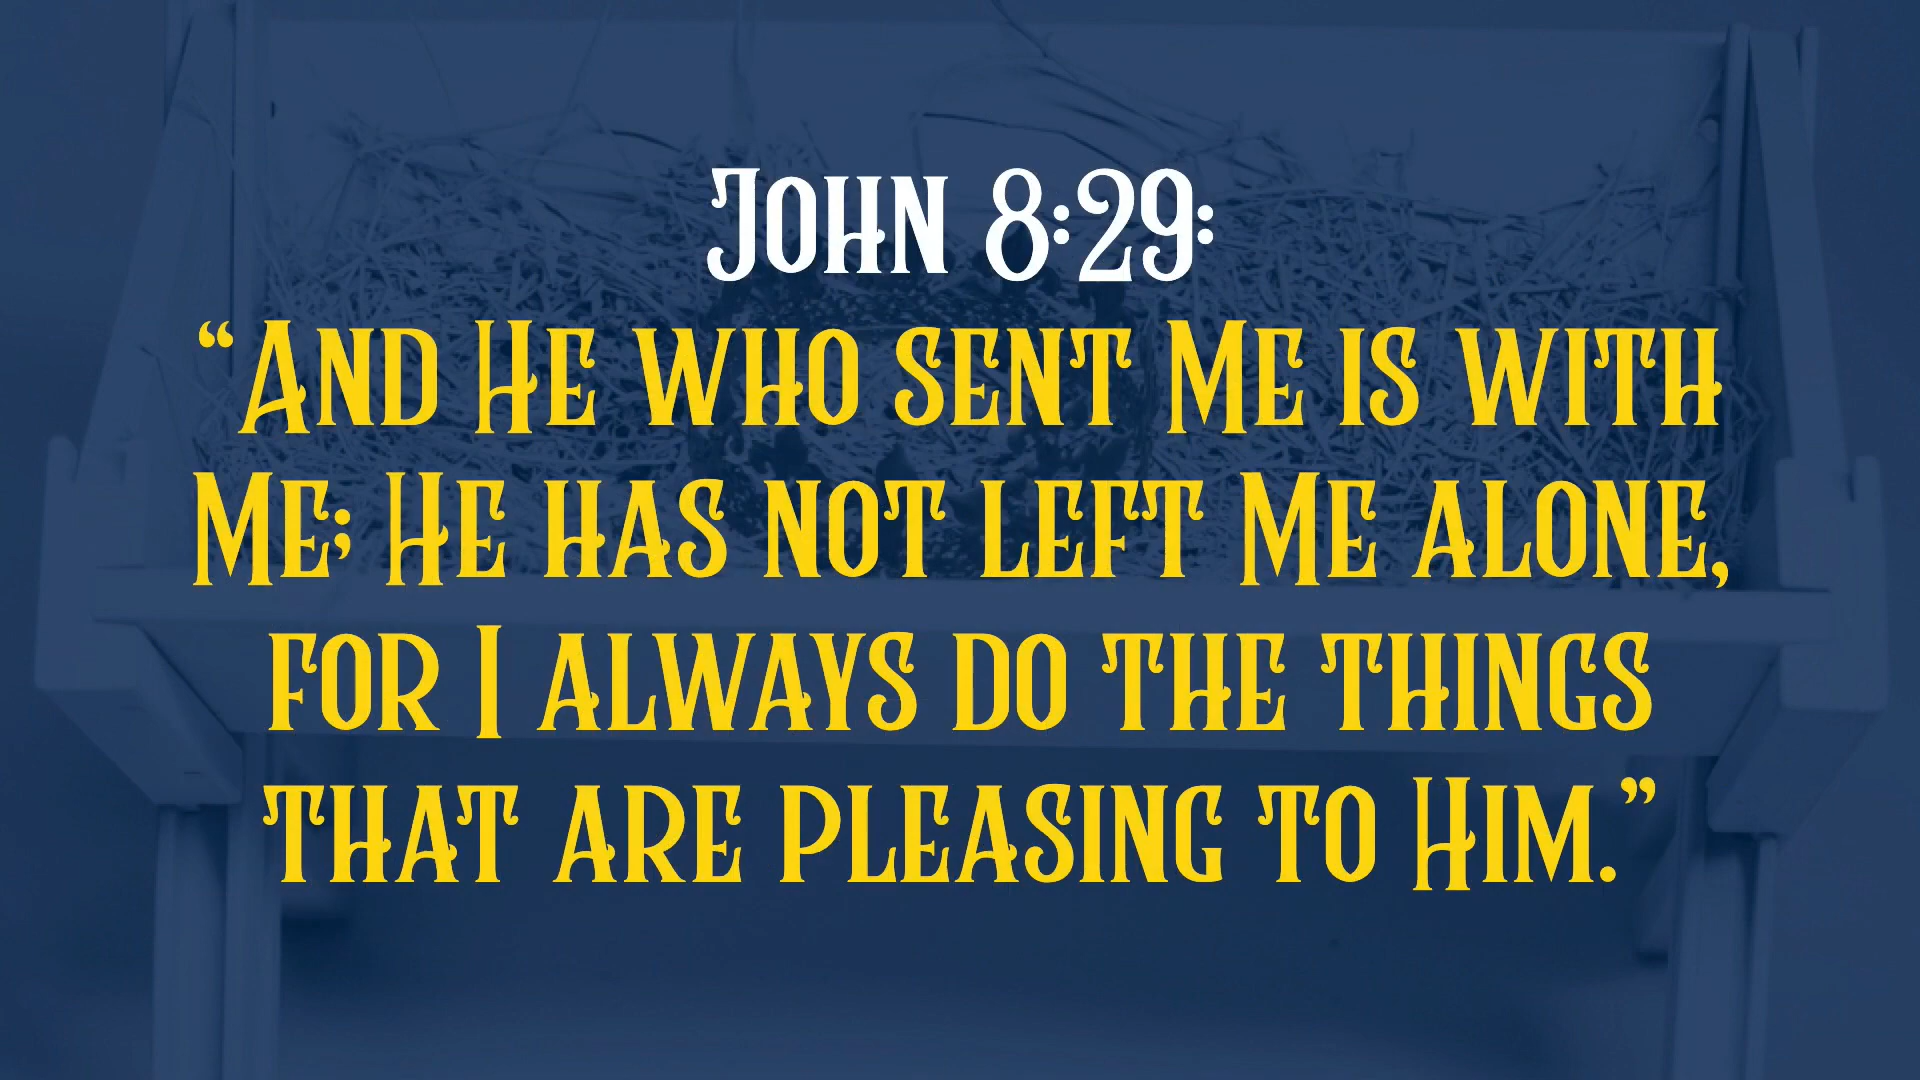 John 8:29:
“And He who sent Me is with
Me; He has not left Me alone,
for I always do the things
that are pleasing to Him.”